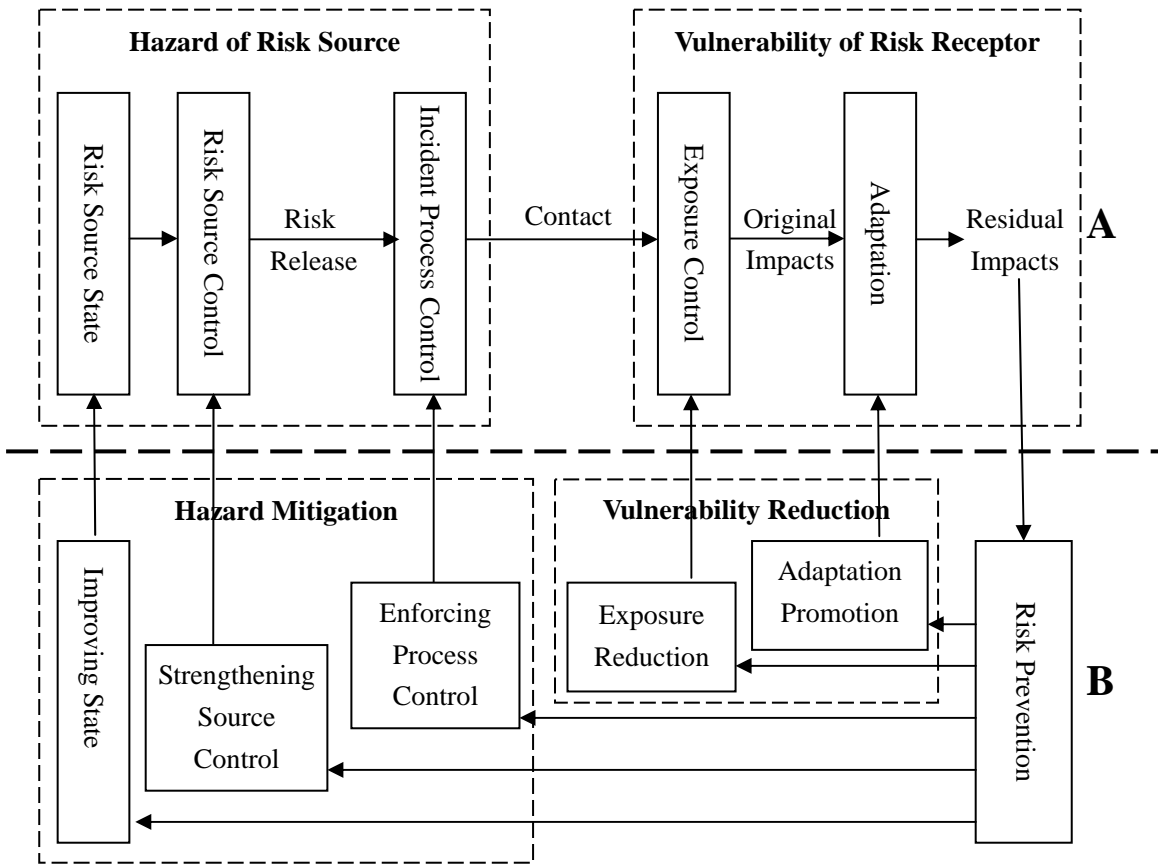 Hazard of Risk Source
Vulnerability of Risk Receptor
Risk Source State
Risk Source Control
Risk
Release
Incident Process Control
Contact
Exposure Control
Original
Impacts
Adaptation
Residual
Impacts
A
Hazard Mitigation
Vulnerability Reduction
Improving State
Strengthening
Source
Control
Enforcing
Process
Control
Exposure
Reduction
Adaptation
Promotion
Risk Prevention
B